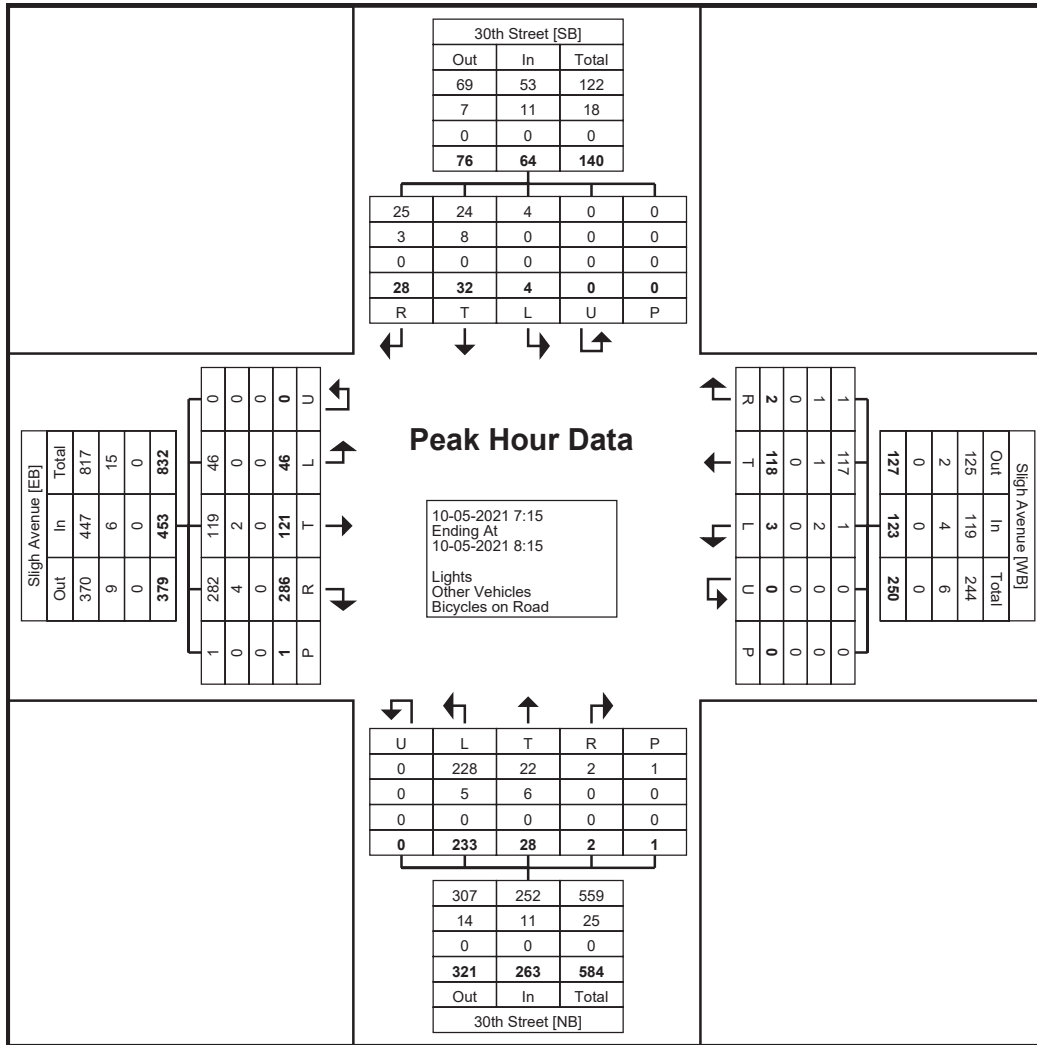 30th Street [SB]
Out In Total
69 53 122
7 11 18
0 0 0
76 64 140
25 24 4 0 0
3 8 0 0 0
0 0 0 0 0
28 32 4 0 0
R T L U P
Sligh Avenue [EB]
Total 817 15 0 832
In 447 6 0 453
Out 370 9 0 379
0 0 0 0 U
46 0 0 46 L
119 2 0 121 T
282 4 0 286 R
1 0 0 1 P
Peak Hour Data
10-05-2021 7:15
Ending At
10-05-2021 8:15
Lights
Other Vehicles
Bicycles on Road
R 2 0 1 1
T 118 0 1 117
L 3 0 2 1
U 0 0 0 0
P 0 0 0 0
127 0 2 125 Out
123 0 4 119 In
250 0 6 244 Total
Sligh Avenue [WB]
U L T R P
0 228 22 2 1
0 5 6 0 0
0 0 0 0 0
0 233 28 2 1
307 252 559
14 11 25
0 0 0
321 263 584
Out In Total
30th Street [NB]